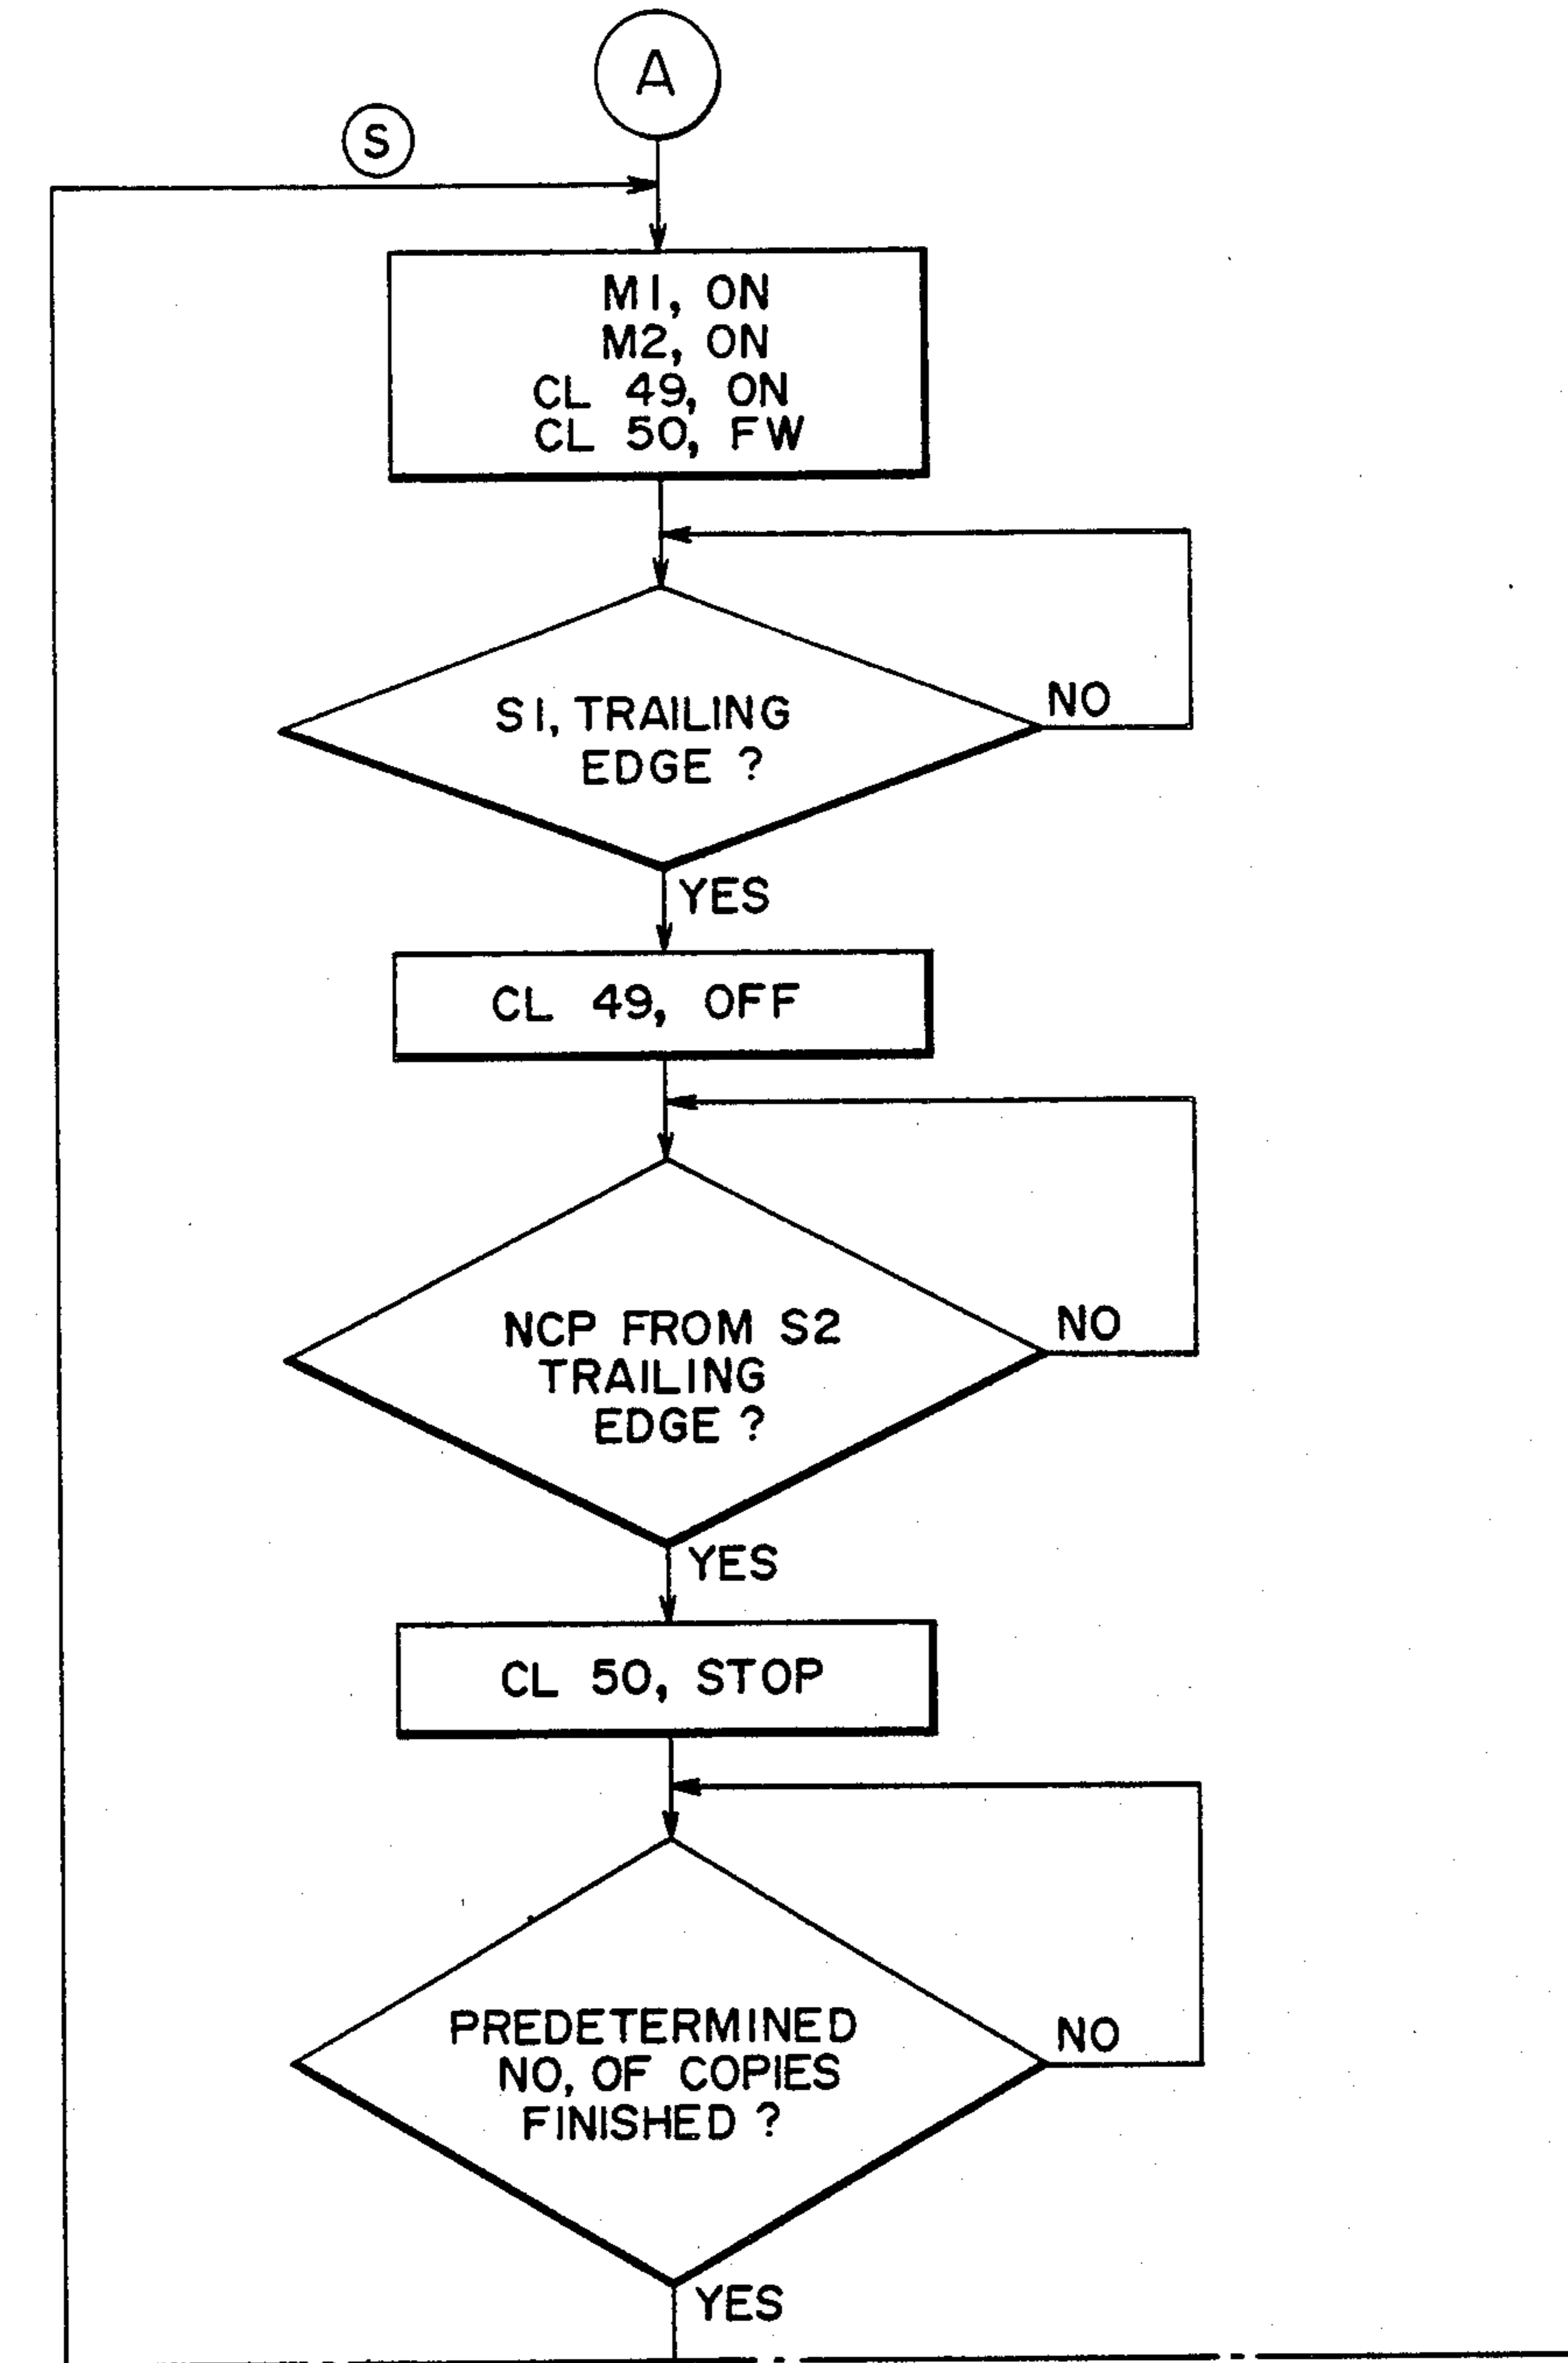 A
S
M1, ON
M2, ON
CL 49, ON
CL 50, FW
S1, TRAILING
EDGE ?
NO
YES
CL 49, OFF
NCP FROM S2
TRAILING
EDGE ?
NO
YES
CL 50, STOP
PREDETERMINED
NO, OF COPIES
FINISHED ?
NO
YES